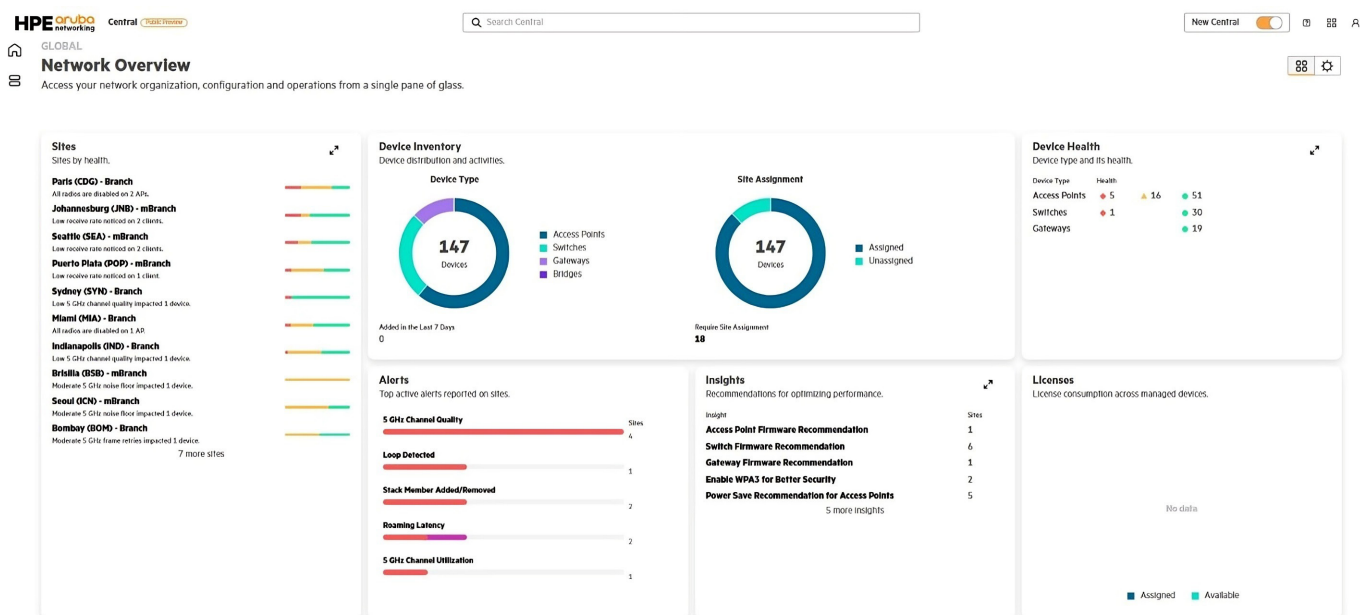 HPE aruba networking
Central Public Preview
Search Central
New Central
GLOBAL
Network Overview
Access your network organization, configuration and operations from a single pane of glass.
Sites
Sites by health.
Paris (CDG) - Branch
All radios are disabled on 2 APs.
Johannesburg (JNB) - mBranch
Low receive rate noticed on 2 clients.
Seattle (SEA) - mBranch
Low receive rate noticed on 2 clients.
Puerto Plata (POP) - mBranch
Low receive rate noticed on 1 client.
Sydney (SYN) - Branch
Low 5 GHz channel quality impacted 1 device.
Miami (MIA) - Branch
All radios are disabled on 1 AP.
Indianapolis (IND) - Branch
Low 5 GHz channel quality impacted 1 device.
Brisilia (BSB) - mBranch
Moderate 5 GHz noise floor impacted 1 device.
Seoul (ICN) - mBranch
Moderate 5 GHz noise floor impacted 1 device.
Bombay (BOM) - Branch
Moderate 5 GHz frame retries impacted 1 device.
7 more sites
Device Inventory
Device distribution and activities.
Device Type
147
Devices
Access Points
Switches
Gateways
Bridges
Added in the Last 7 Days
0
Site Assignment
147
Devices
Assigned
Unassigned
Require Site Assignment
18
Device Health
Device type and its health.
Device Type Health
Access Points 5 16 51
Switches 1 30
Gateways 19
Alerts
Top active alerts reported on sites.
Sites
5 GHz Channel Quality
4
Loop Detected
1
Stack Member Added/Removed
2
Roaming Latency
2
5 GHz Channel Utilization
1
Insights
Recommendations for optimizing performance.
Insight Sites
Access Point Firmware Recommendation 1
Switch Firmware Recommendation 6
Gateway Firmware Recommendation 1
Enable WPA3 for Better Security 2
Power Save Recommendation for Access Points 5
5 more insights
Licenses
License consumption across managed devices.
No data
Assigned Available